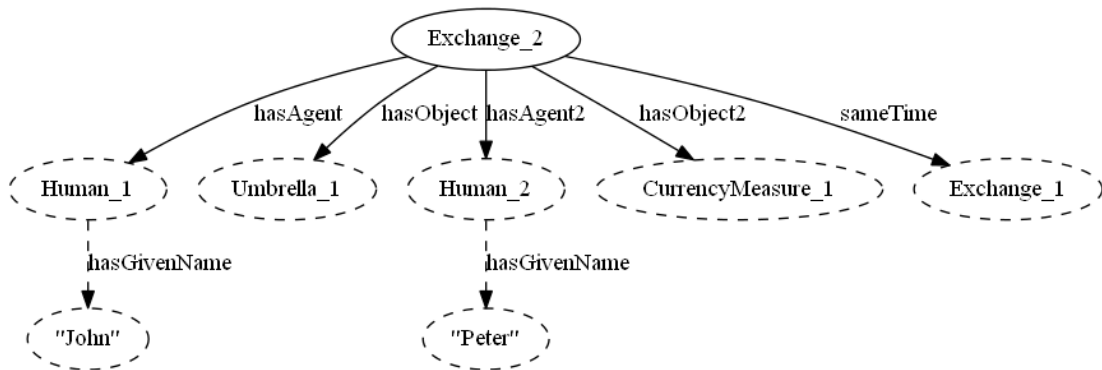 Exchange_2
hasAgent hasObject hasAgent2 hasObject2 sameTime
Human_1 Umbrella_1 Human_2 CurrencyMeasure_1 Exchange_1
hasGivenName hasGivenName
"John" "Peter"